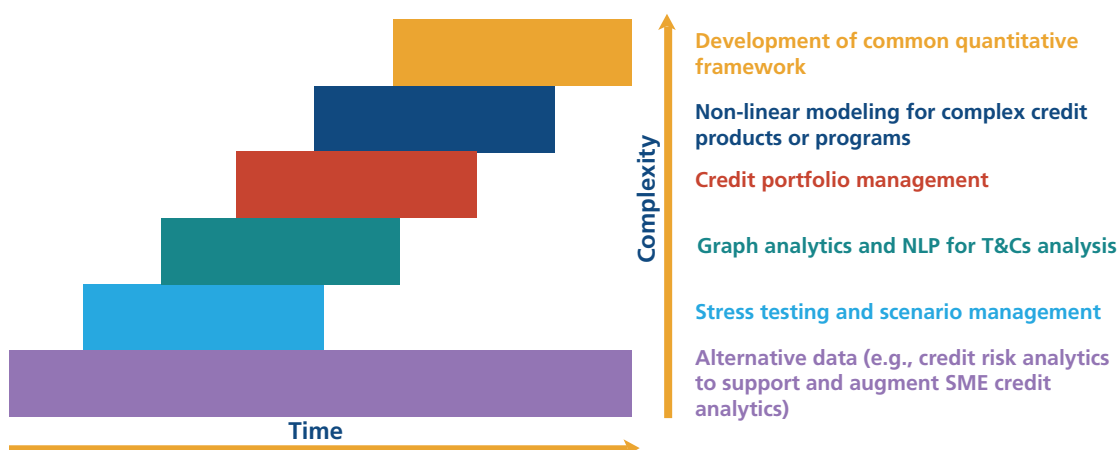 Development of common quantitative
framework
Non-linear modeling for complex credit
products or programs
Credit portfolio management
Graph analytics and NLP for T&Cs analysis
Stress testing and scenario management
Alternative data (e.g., credit risk analytics
to support and augment SME credit
analytics)
Complexity
Time